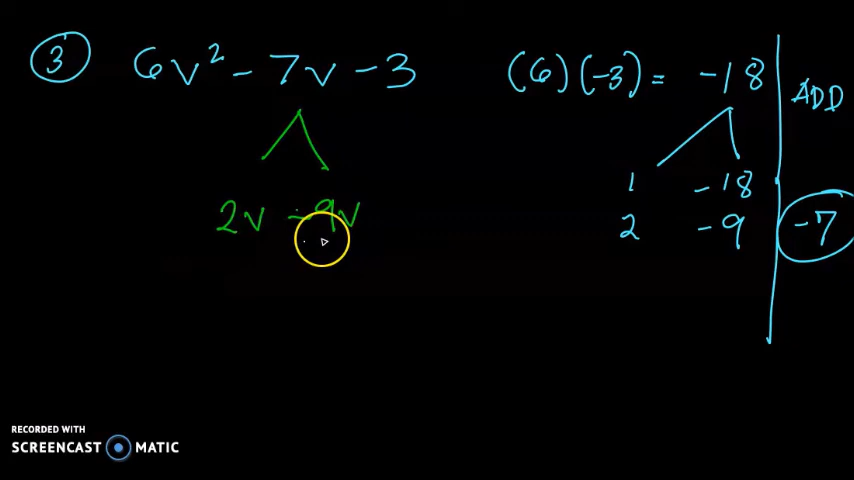 ③ 6v² - 7v - 3
(6)(-3) = -18
ADD
1 -18
2v - 9v
2 -9 -7
RECORDED WITH
SCREENCAST MATIC